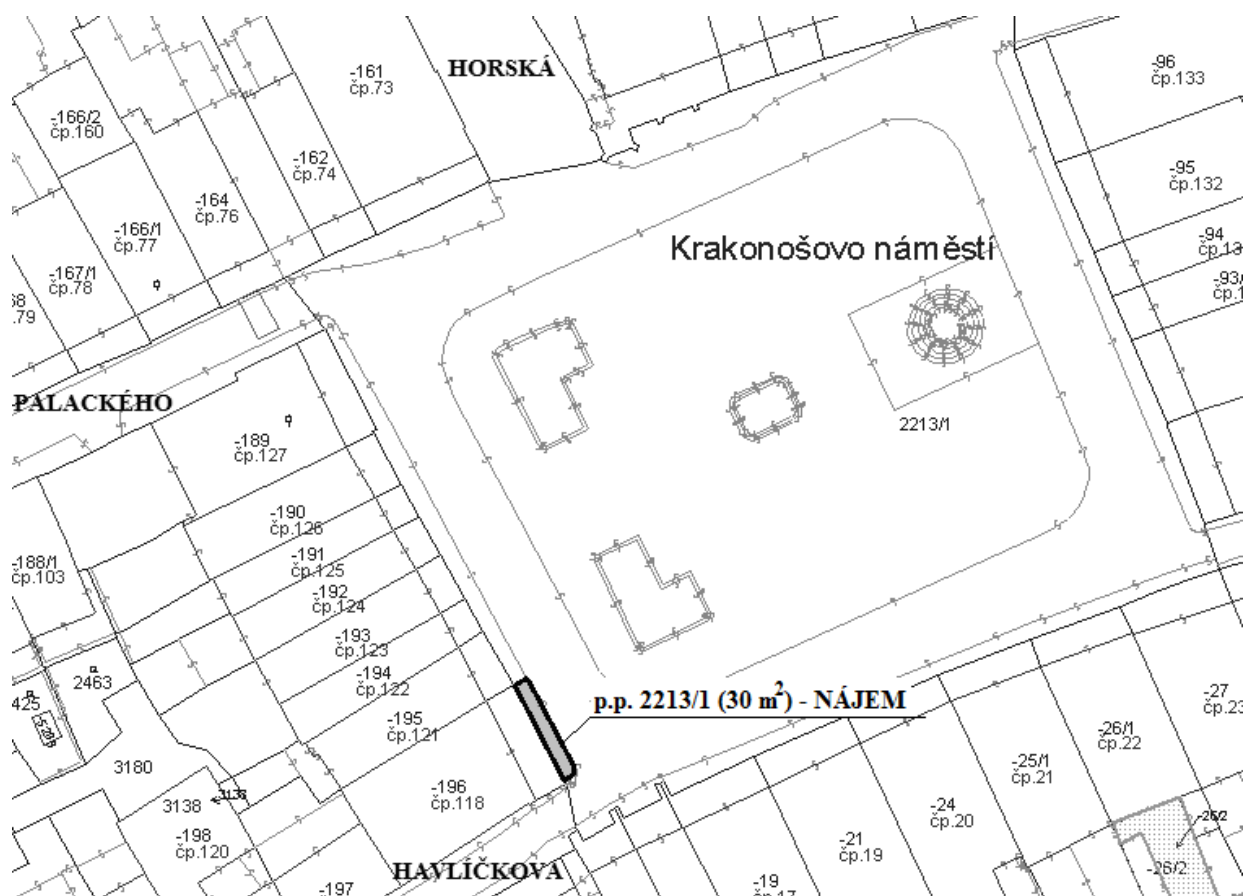 HORSKÁ
-161
čp.73
-96
čp.133
-166/2
čp.160
-162
čp.74
-95
čp.132
-164
čp.76
-166/1
čp.77
-94
Krakonošovo náměstí
-167/1
čp.78
.79
PALACKÉHO
2213/1
-189
čp.127
-190
čp.126
-191
čp.125
-188/1
čp.103
-192
čp.124
-193
čp.123
-194
čp.122
2463
-195
čp.121
p.p. 2213/1 (30 m²) - NÁJEM
-27
-26/1
čp.22
3180
-25/1
čp.21
-196
čp.118
3138
-24
čp.20
-198
čp.120
-21
čp.19
-26/2
-26/2
HAVLÍČKOVA
-19
-197